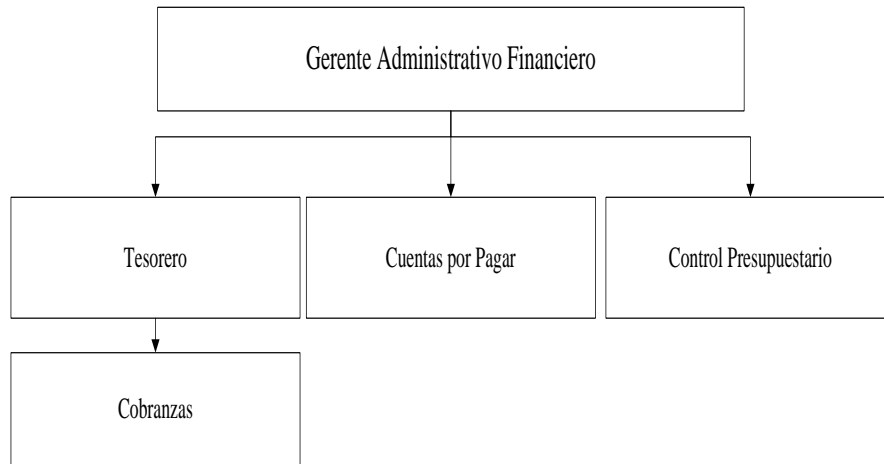 Gerente Administrativo Financiero
Tesorero
Cuentas por Pagar
Control Presupuestario
Cobranzas